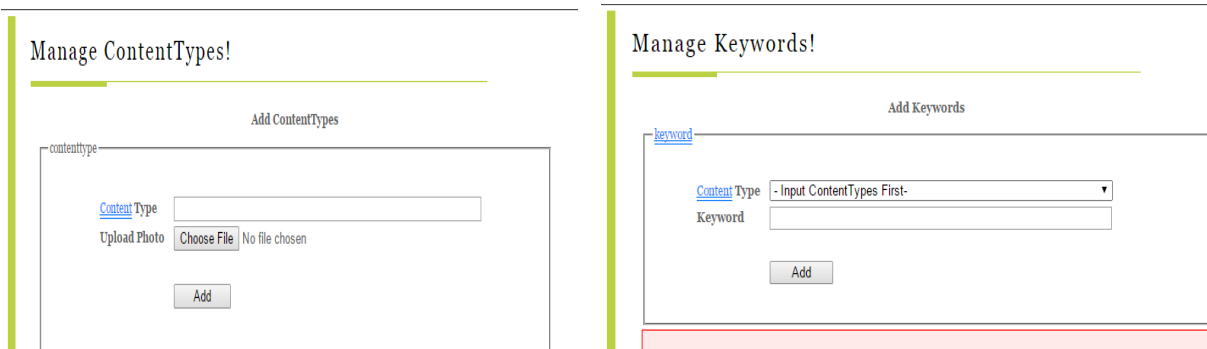 Manage ContentTypes!
Add ContentTypes
contenttype
Content Type
Upload Photo Choose File No file chosen
Add
Manage Keywords!
Add Keywords
keyword
Content Type - Input ContentTypes First-
Keyword
Add